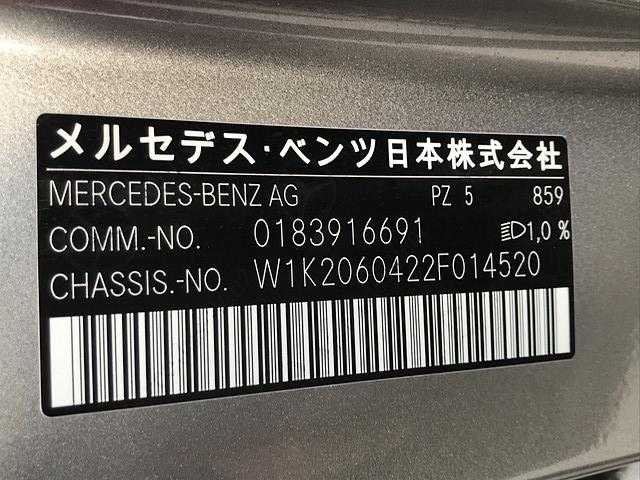 メルセデス・ベンツ日本株式会社
MERCEDES-BENZ AG PZ 5 859
COMM.-NO. 0183916691 1,0 %
CHASSIS.-NO. W1K2060422F014520